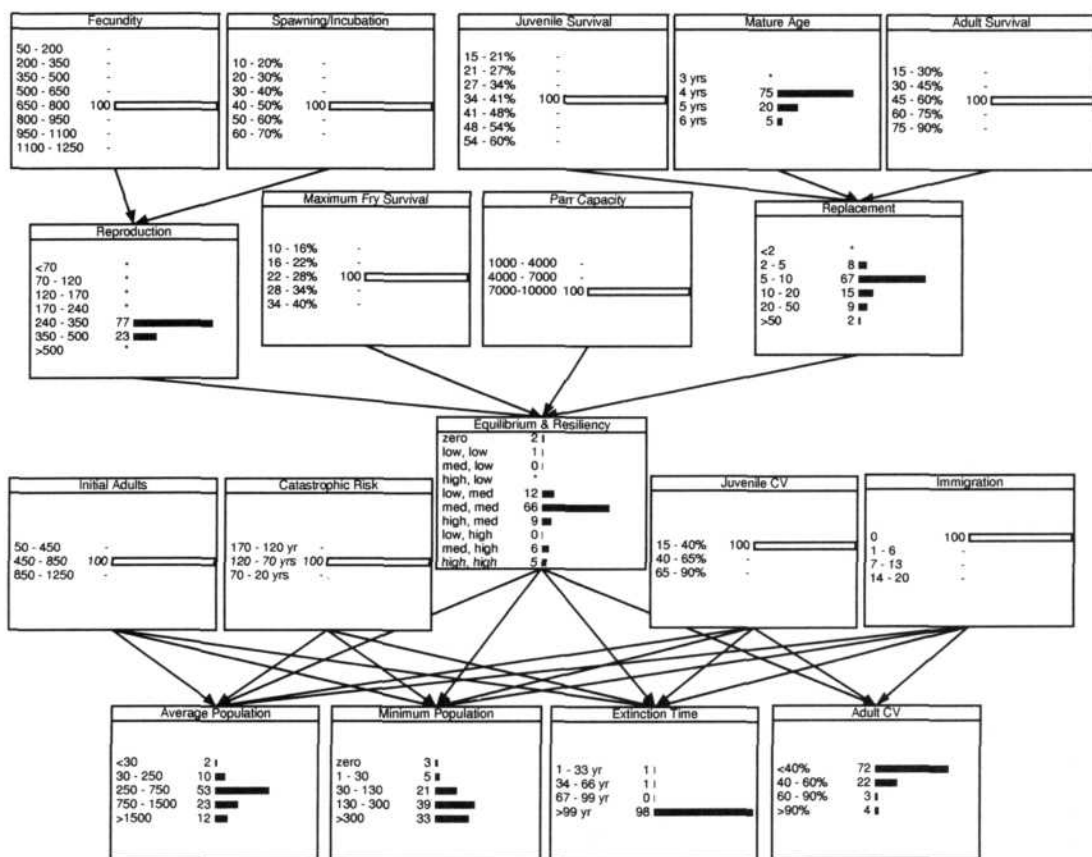 Fecundity
50 - 200 -
200 - 350 -
350 - 500 -
500 - 650 -
650 - 800 100
800 - 950 -
950 - 1100 -
1100 - 1250 -
Spawning/Incubation
10 - 20% -
20 - 30% -
30 - 40% -
40 - 50% 100
50 - 60% -
60 - 70% -
Juvenile Survival
15 - 21% -
21 - 27% -
27 - 34% -
34 - 41% 100
41 - 48% -
48 - 54% -
54 - 60% -
Mature Age
3 yrs *
4 yrs 75
5 yrs 20
6 yrs 5
Adult Survival
15 - 30% -
30 - 45% -
45 - 60% 100
60 - 75% -
75 - 90% -
Reproduction
<70 *
70 - 120 *
120 - 170 *
170 - 240 *
240 - 350 77
350 - 500 23
>500 *
Maximum Fry Survival
10 - 16% -
16 - 22% -
22 - 28% 100
28 - 34% -
34 - 40% -
Parr Capacity
1000 - 4000 -
4000 - 7000 -
7000-10000 100
Replacement
<2 *
2 - 5 8
5 - 10 67
10 - 20 15
20 - 50 9
>50 2
Equilibrium & Resiliency
zero 2
low, low 1
med, low 0
high, low *
low, med 12
med, med 66
high, med 9
low, high 0
med, high 6
high, high 5
Initial Adults
50 - 450 -
450 - 850 100
850 - 1250 -
Catastrophic Risk
170 - 120 yr -
120 - 70 yrs 100
70 - 20 yrs -
Juvenile CV
15 - 40% 100
40 - 65% -
65 - 90% -
Immigration
0 100
1 - 6 -
7 - 13 -
14 - 20 -
Average Population
<30 2
30 - 250 10
250 - 750 53
750 - 1500 23
>1500 12
Minimum Population
zero 3
1 - 30 5
30 - 130 21
130 - 300 39
>300 33
Extinction Time
1 - 33 yr 1
34 - 66 yr 1
67 - 99 yr 0
>99 yr 98
Adult CV
<40% 72
40 - 60% 22
60 - 90% 3
>90% 4